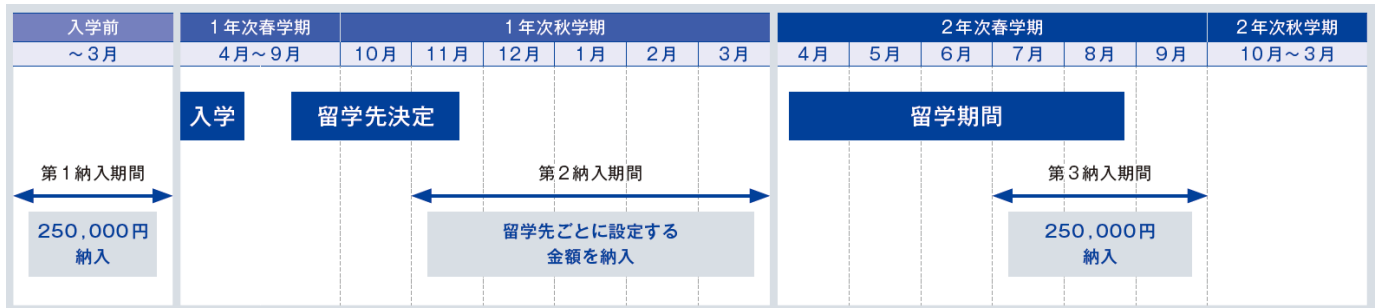 入学前
1年次春学期
1年次秋学期
2年次春学期
2年次秋学期
～3月
4月～9月
10月
11月
12月
1月
2月
3月
4月
5月
6月
7月
8月
9月
10月～3月
入学
留学先決定
留学期間
第1納入期間
第2納入期間
第3納入期間
250,000円
納入
留学先ごとに設定する
金額を納入
250,000円
納入